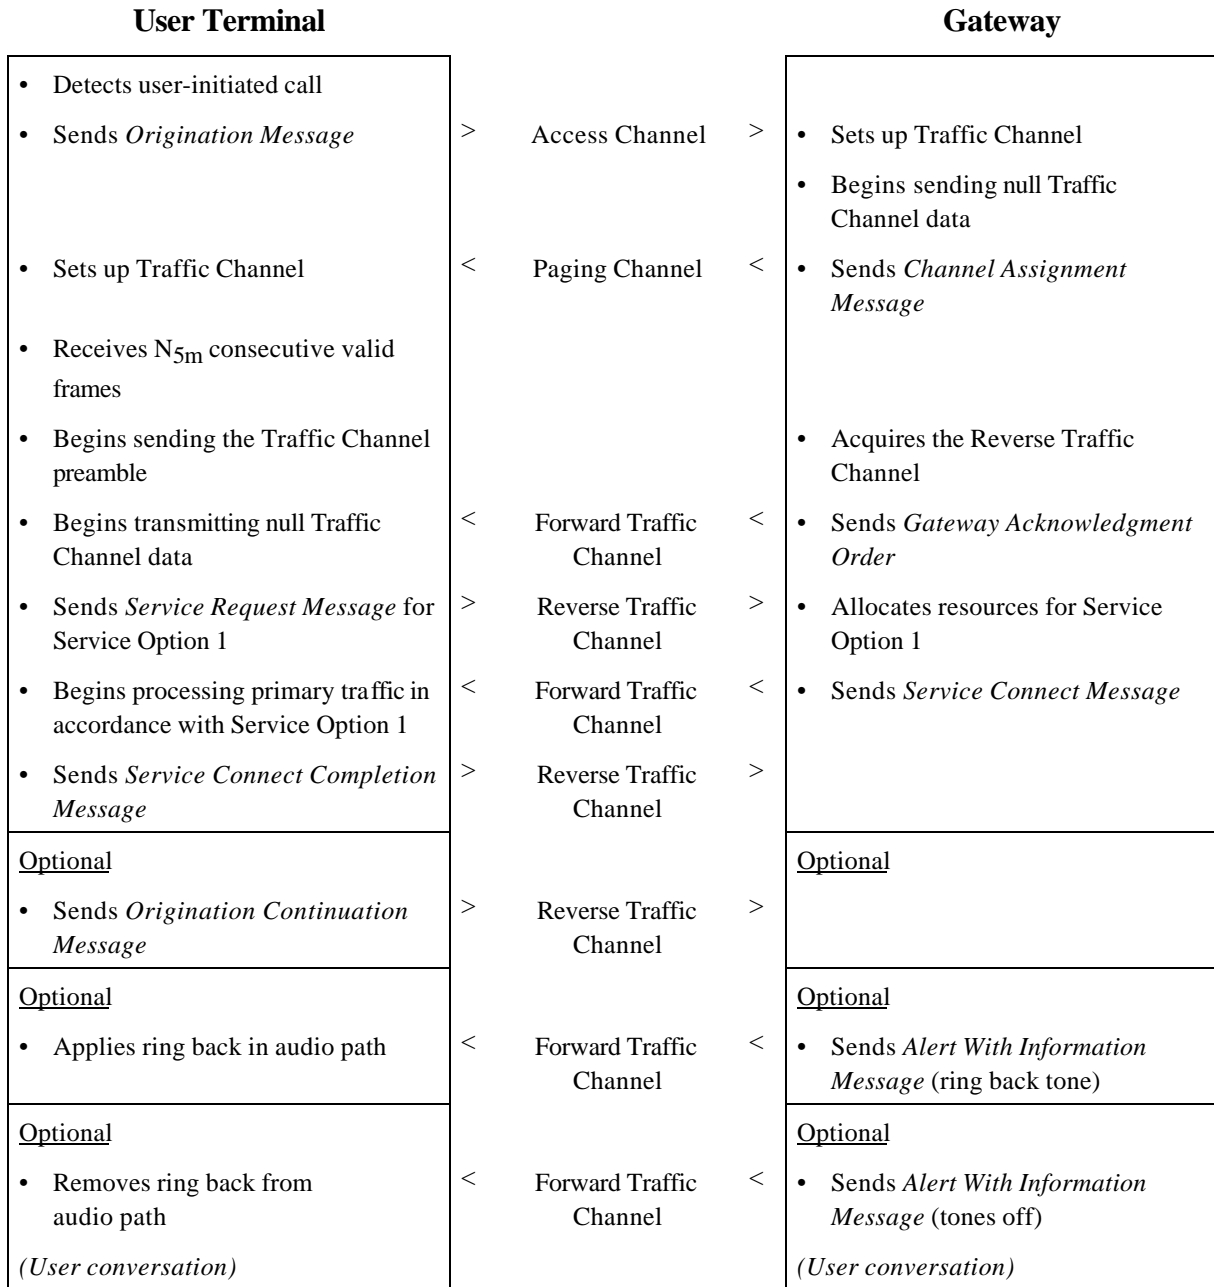 User Terminal Gateway
• Detects user-initiated call
• Sends Origination Message > Access Channel > • Sets up Traffic Channel
• Begins sending null Traffic
Channel data
• Sets up Traffic Channel < Paging Channel < • Sends Channel Assignment
Message
• Receives N5m consecutive valid
frames
• Begins sending the Traffic Channel • Acquires the Reverse Traffic
preamble Channel
• Begins transmitting null Traffic < Forward Traffic < • Sends Gateway Acknowledgment
Channel data Channel Order
• Sends Service Request Message for > Reverse Traffic > • Allocates resources for Service
Service Option 1 Channel Option 1
• Begins processing primary traffic in < Forward Traffic < • Sends Service Connect Message
accordance with Service Option 1 Channel
• Sends Service Connect Completion > Reverse Traffic >
Message Channel
Optional Optional
• Sends Origination Continuation > Reverse Traffic >
Message Channel
Optional Optional
• Applies ring back in audio path < Forward Traffic < • Sends Alert With Information
Channel Message (ring back tone)
Optional Optional
• Removes ring back from < Forward Traffic < • Sends Alert With Information
audio path Channel Message (tones off)
(User conversation) (User conversation)